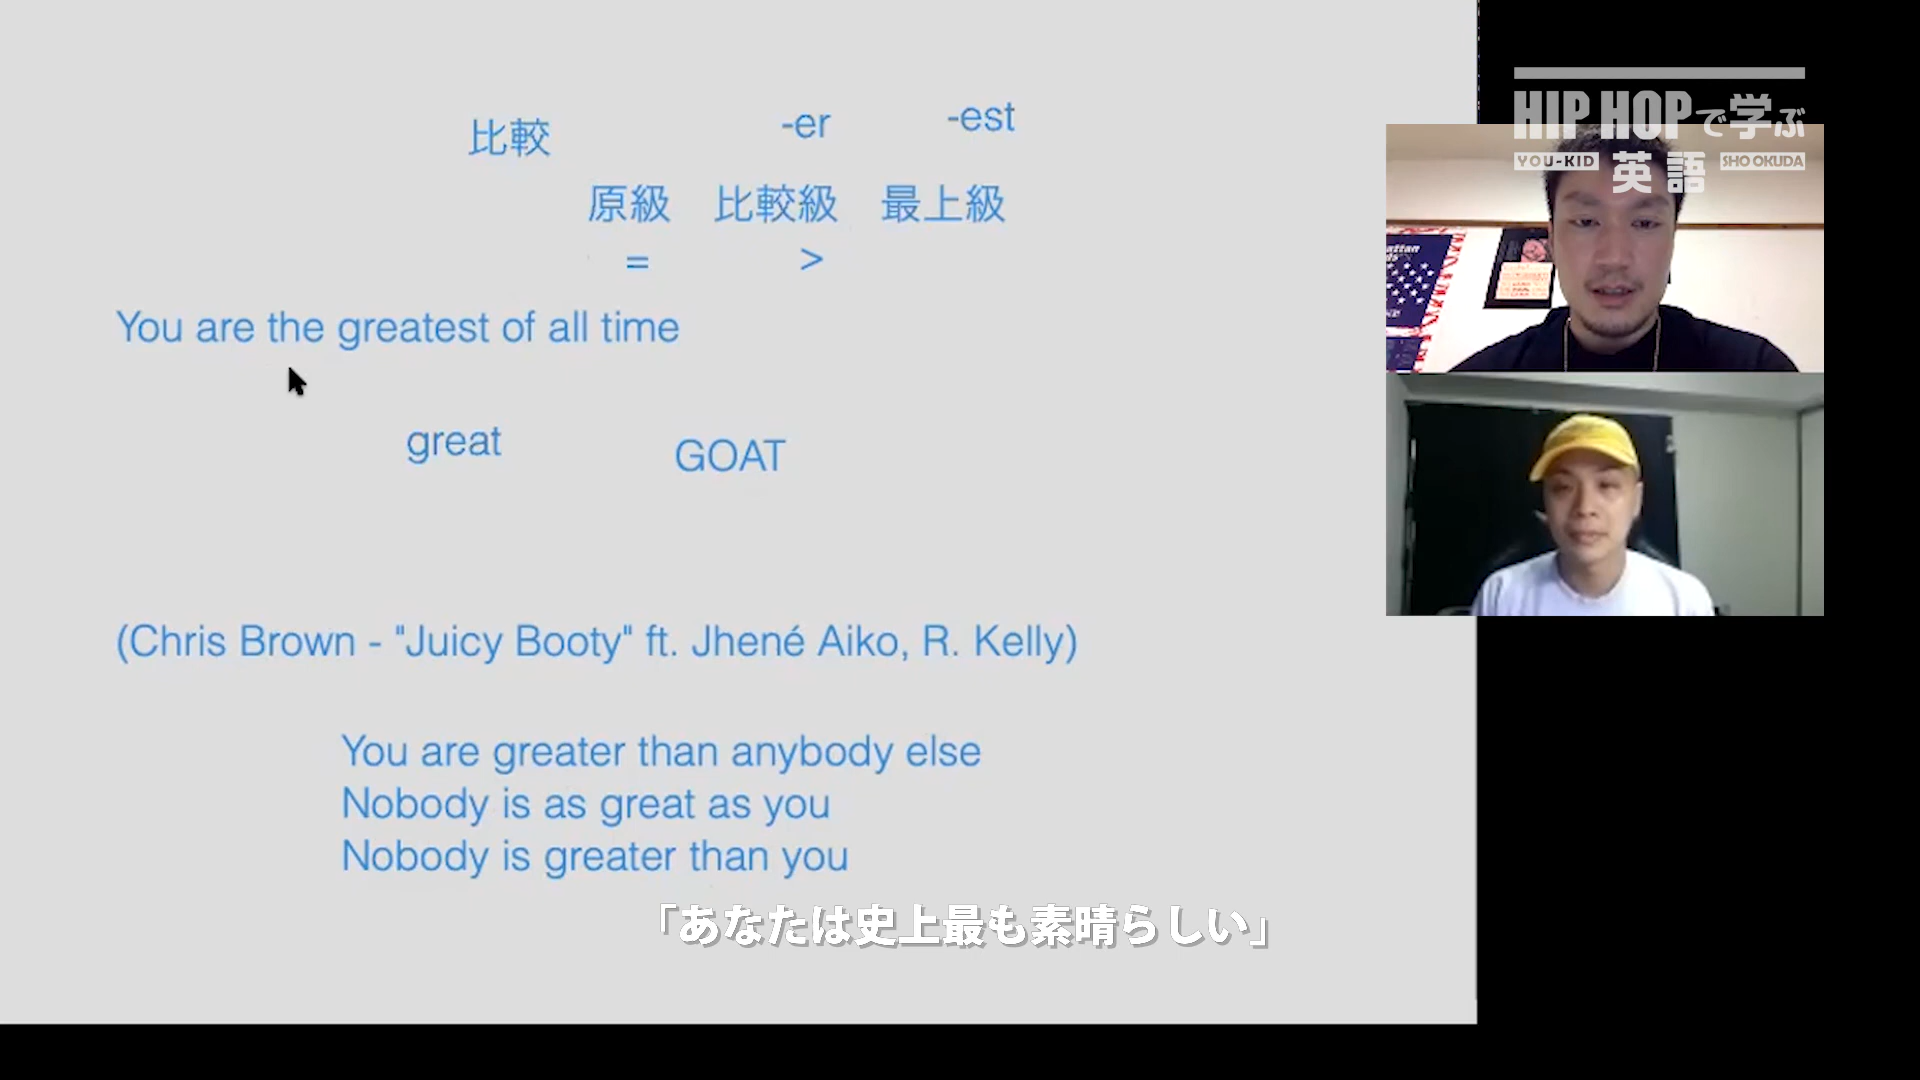 比較
-er
-est
原級
比較級
最上級
=
>
You are the greatest of all time
great
GOAT
(Chris Brown - "Juicy Booty" ft. Jhené Aiko, R. Kelly)
You are greater than anybody else
Nobody is as great as you
Nobody is greater than you
「あなたは史上最も素晴らしい」
HIP HOPで学ぶ
YOU-KID
英語
SHO OKUDA